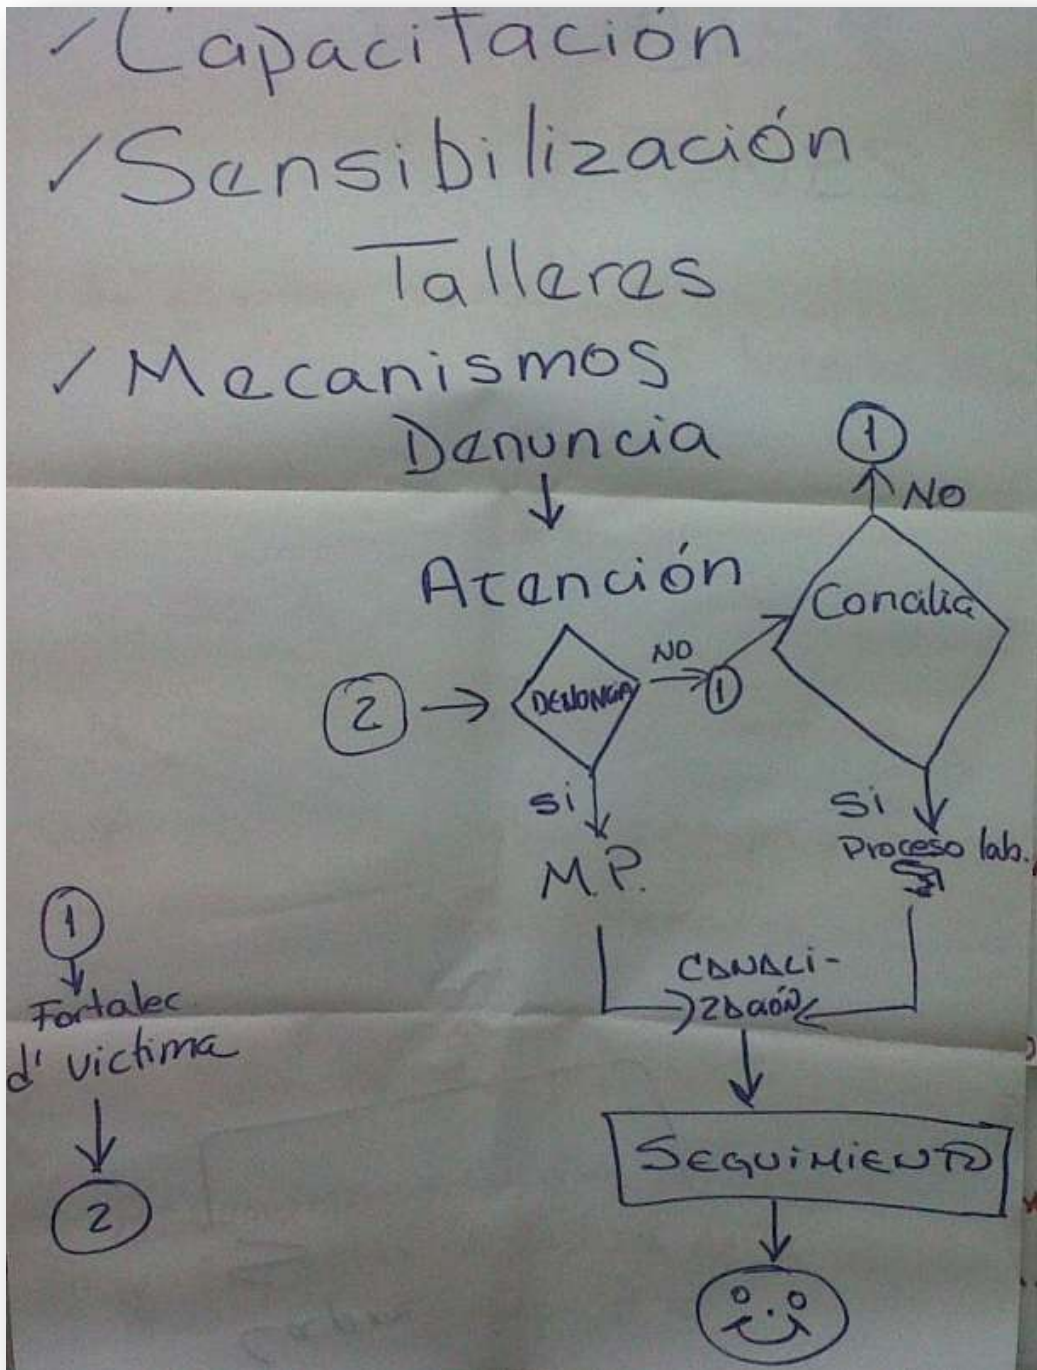 ✓ Capacitación
✓ Sensibilización
Talleres
✓ Mecanismos
Denuncia
1
NO
Atención
Concilia
NO
2
DENUNCIA
1
Si
Si
Proceso lab.
M.P.
1
CANALI-
ZACIÓN
Fortalec.
d' victima
SEGUIMIENTO
2